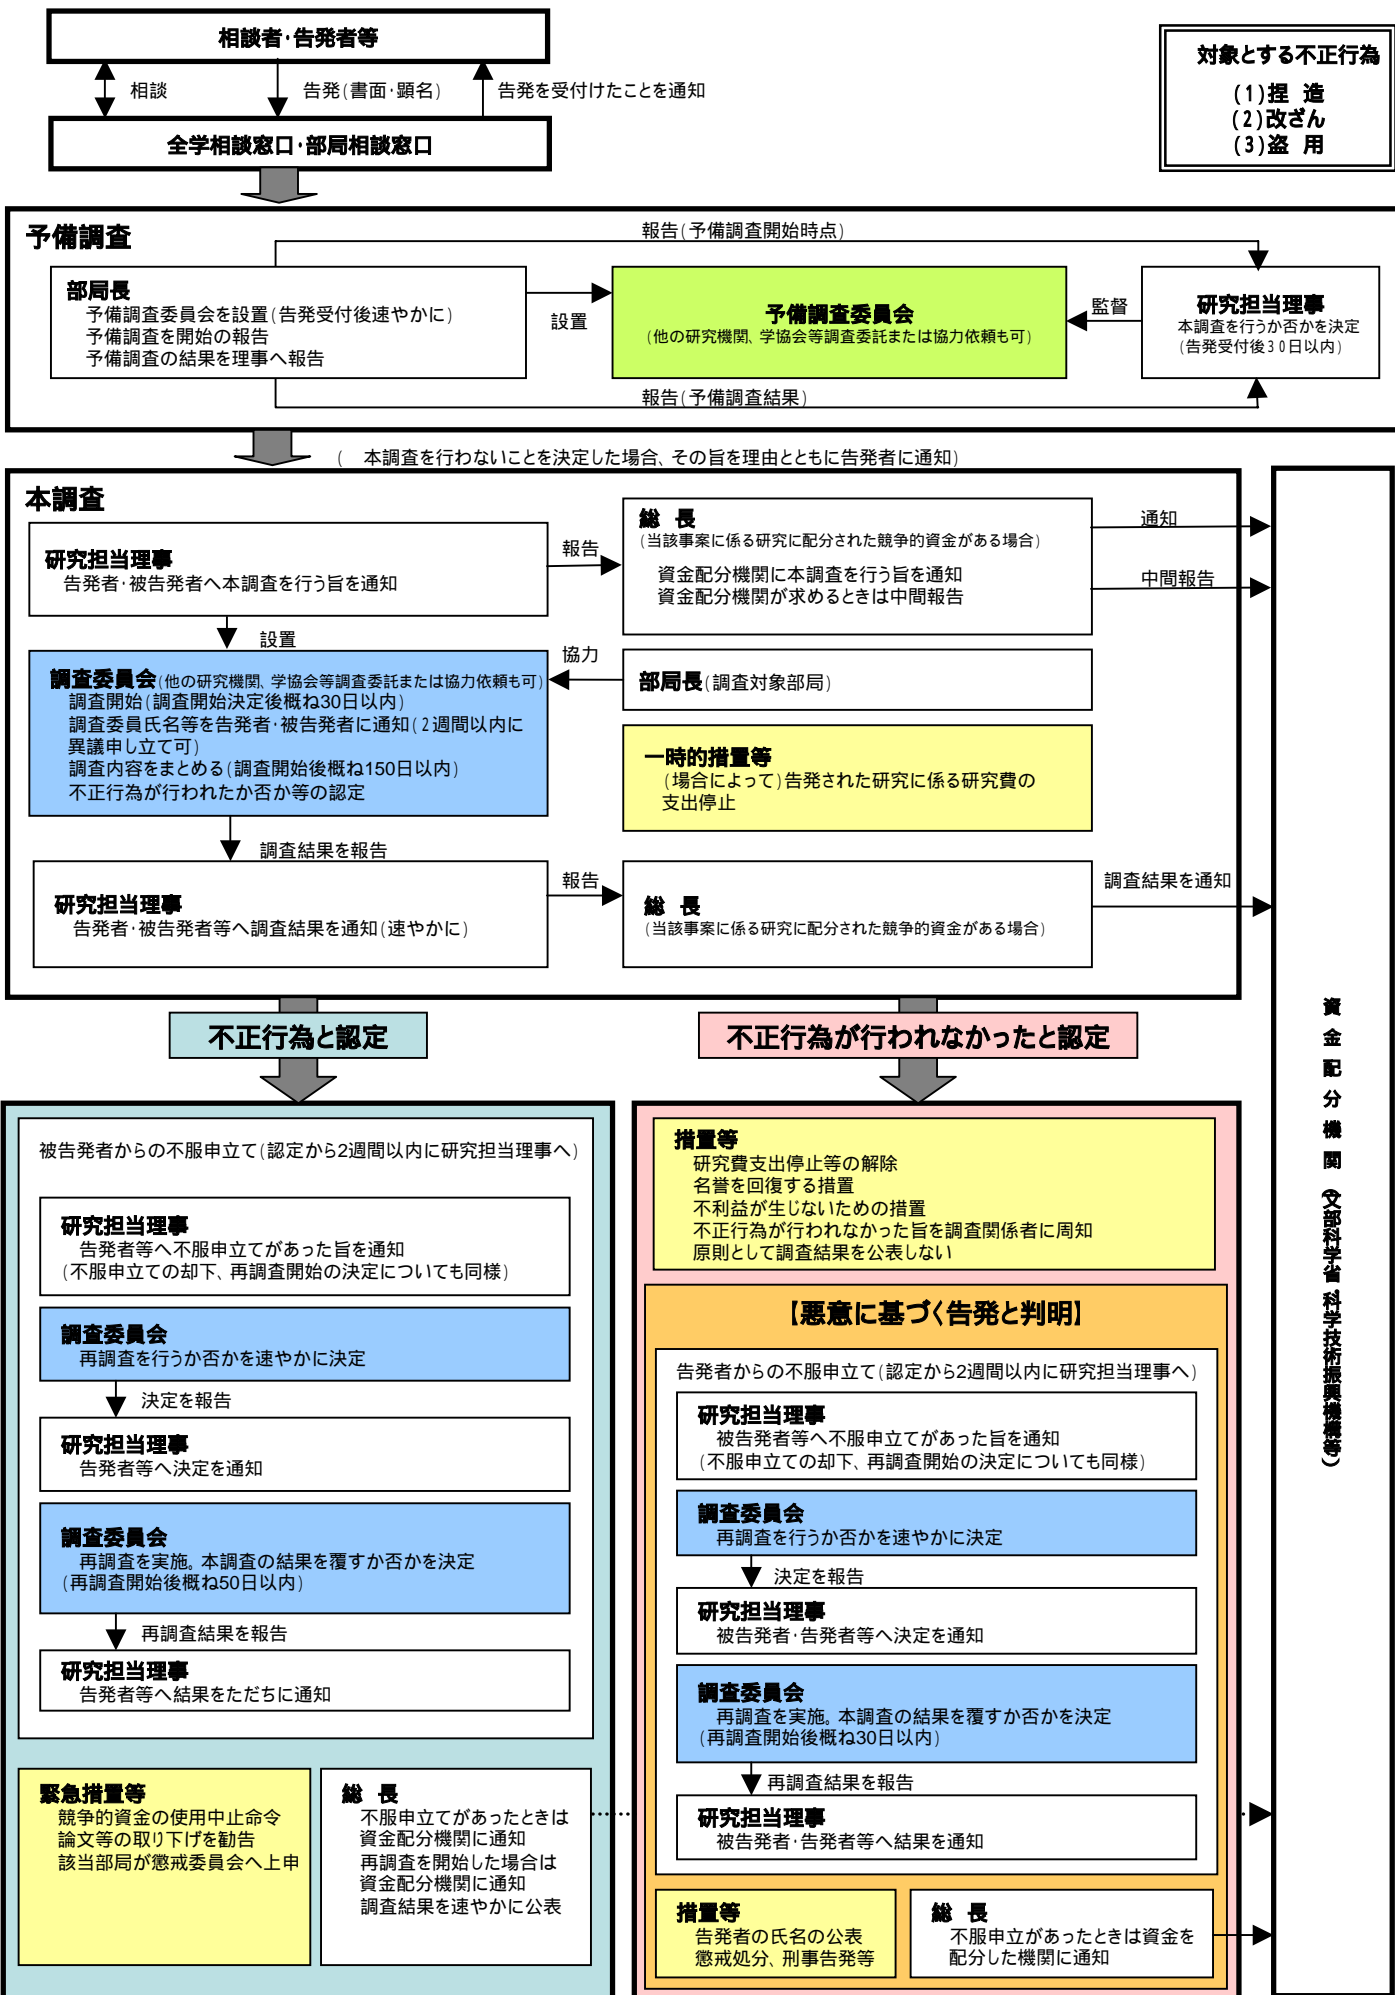 相談者・告発者等
対象とする不正行為
(1)捏 造
(2)改ざん
(3)盗 用
相談
告発(書面・顕名)
告発を受付けたことを通知
全学相談窓口・部局相談窓口
予備調査
報告(予備調査開始時点)
部局長
予備調査委員会を設置(告発受付後速やかに)
予備調査を開始の報告
予備調査の結果を理事へ報告
設置
予備調査委員会
(他の研究機関、学協会等調査委託または協力依頼も可)
監督
研究担当理事
本調査を行うか否かを決定
(告発受付後30日以内)
報告(予備調査結果)
( 本調査を行わないことを決定した場合、その旨を理由とともに告発者に通知)
本調査
研究担当理事
告発者・被告発者へ本調査を行う旨を通知
報告
総 長
(当該事案に係る研究に配分された競争的資金がある場合)
資金配分機関に本調査を行う旨を通知
資金配分機関が求めるときは中間報告
通知
中間報告
設置
調査委員会(他の研究機関、学協会等調査委託または協力依頼も可)
調査開始(調査開始決定後概ね30日以内)
調査委員氏名等を告発者・被告発者に通知(2週間以内に
異議申し立て可)
調査内容をまとめる(調査開始後概ね150日以内)
不正行為が行われたか否か等の認定
協力
部局長(調査対象部局)
一時的措置等
(場合によって)告発された研究に係る研究費の
支出停止
調査結果を報告
研究担当理事
告発者・被告発者等へ調査結果を通知(速やかに)
報告
総 長
(当該事案に係る研究に配分された競争的資金がある場合)
調査結果を通知
資金配分機関(文部科学省、科学技術振興機構等)
不正行為と認定
不正行為が行われなかったと認定
被告発者からの不服申立て(認定から2週間以内に研究担当理事へ)
研究担当理事
告発者等へ不服申立てがあった旨を通知
(不服申立ての却下、再調査開始の決定についても同様)
調査委員会
再調査を行うか否かを速やかに決定
決定を報告
研究担当理事
告発者等へ決定を通知
調査委員会
再調査を実施。本調査の結果を覆すか否かを決定
(再調査開始後概ね50日以内)
再調査結果を報告
研究担当理事
告発者等へ結果をただちに通知
緊急措置等
競争的資金の使用中止命令
論文等の取り下げを勧告
該当部局が懲戒委員会へ上申
総 長
不服申立てがあったときは
資金配分機関に通知
再調査を開始した場合は
資金配分機関に通知
調査結果を速やかに公表
措置等
研究費支出停止等の解除
名誉を回復する措置
不利益が生じないための措置
不正行為が行われなかった旨を調査関係者に周知
原則として調査結果を公表しない
【悪意に基づく告発と判明】
告発者からの不服申立て(認定から2週間以内に研究担当理事へ)
研究担当理事
被告発者等へ不服申立てがあった旨を通知
(不服申立ての却下、再調査開始の決定についても同様)
調査委員会
再調査を行うか否かを速やかに決定
決定を報告
研究担当理事
被告発者・告発者等へ決定を通知
調査委員会
再調査を実施。本調査の結果を覆すか否かを決定
(再調査開始後概ね30日以内)
再調査結果を報告
研究担当理事
被告発者・告発者等へ結果を通知
措置等
告発者の氏名の公表
懲戒処分、刑事告発等
総 長
不服申立があったときは資金を
配分した機関に通知